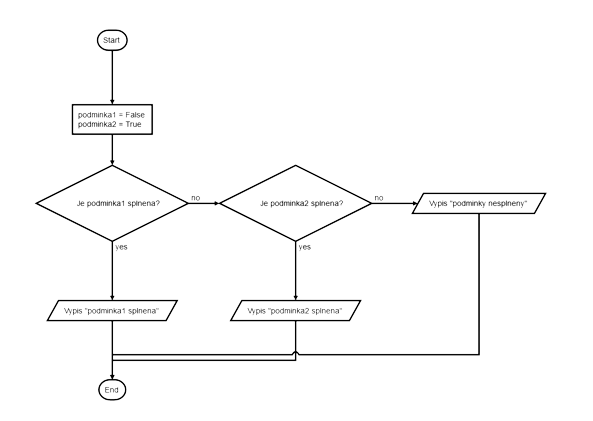 Start
podminka1 = False
podminka2 = True
Je podminka1 splnena?
no
Je podminka2 splnena?
no
Vypis "podminky nesplneny"
yes
yes
Vypis "podminka1 splnena"
Vypis "podminka2 splnena"
End